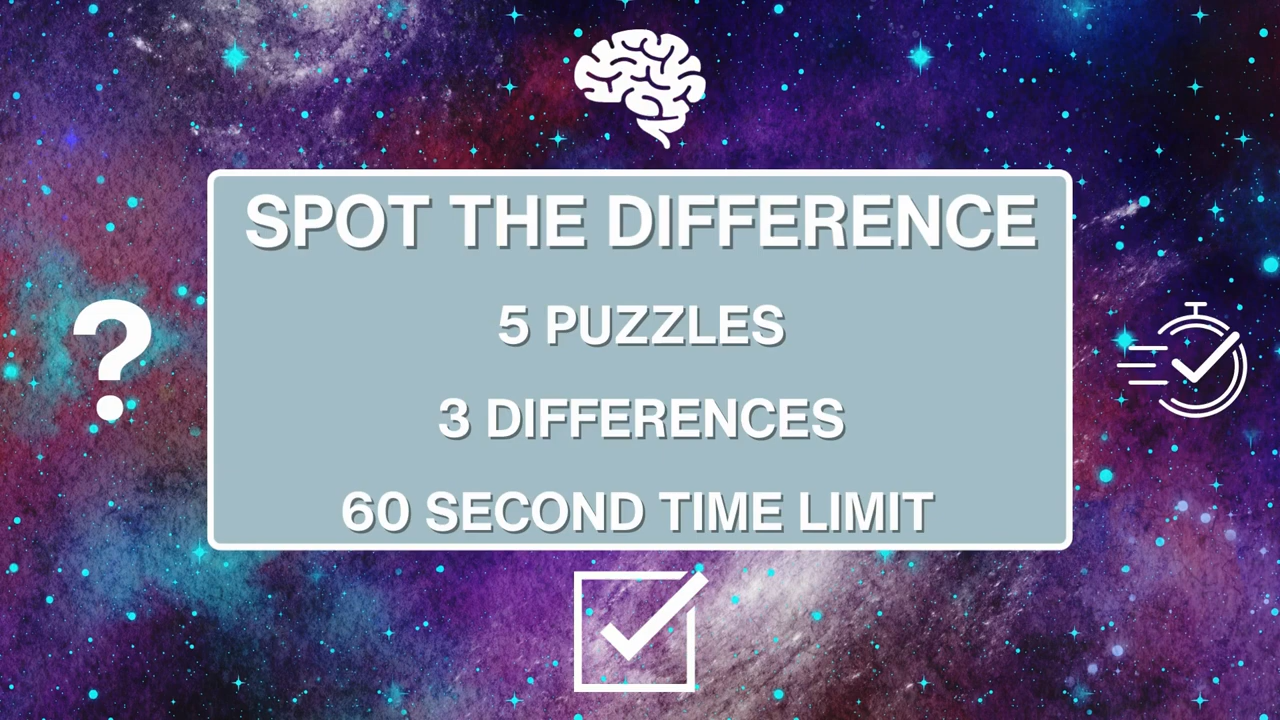 SPOT THE DIFFERENCE
5 PUZZLES
3 DIFFERENCES
60 SECOND TIME LIMIT
?